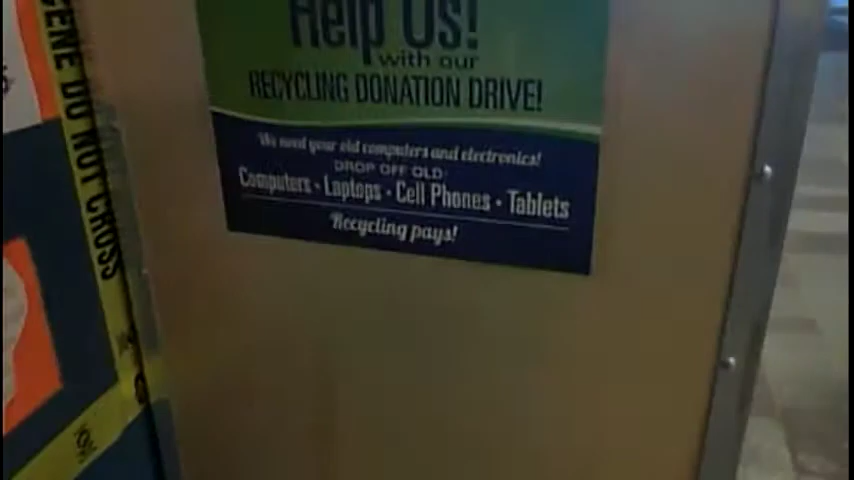 Help Us!
with our
RECYCLING DONATION DRIVE!
We need your old computers and electronics!
DROP OFF OLD:
Computers • Laptops • Cell Phones • Tablets
Recycling pays!
ENE DO NOT CROSS